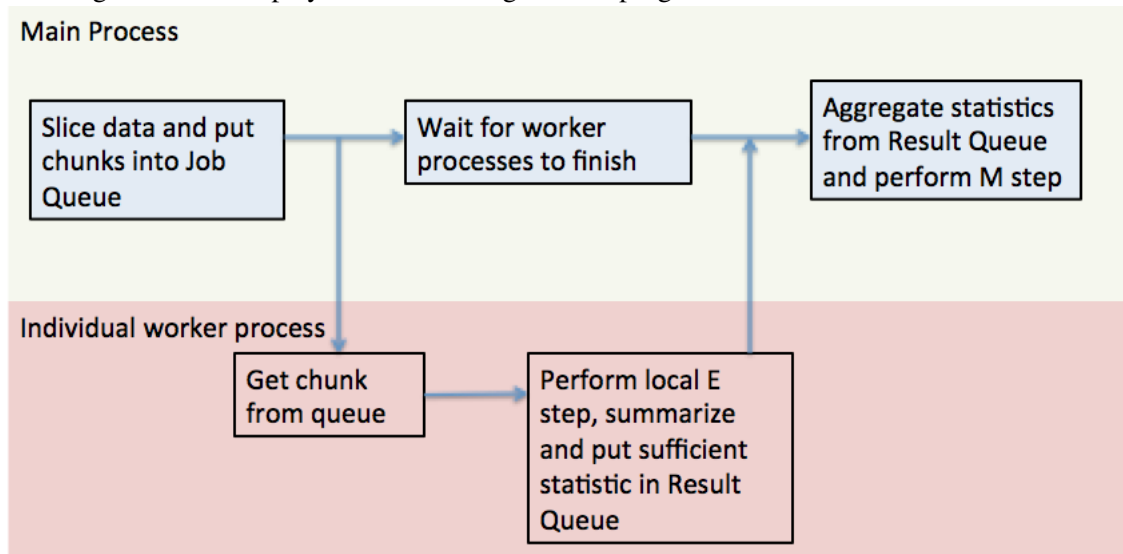 Main Process
Slice data and put
chunks into Job
Queue
Wait for worker
processes to finish
Aggregate statistics
from Result Queue
and perform M step
Individual worker process
Get chunk
from queue
Perform local E
step, summarize
and put sufficient
statistic in Result
Queue